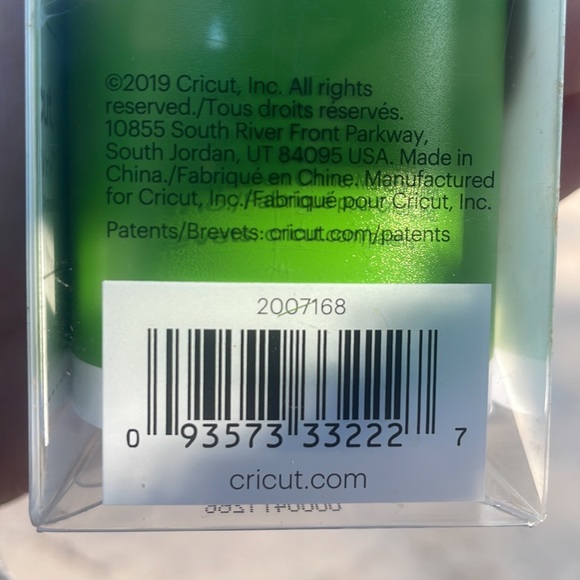 ©2019 Cricut, Inc. All rights
reserved./Tous droits réservés.
10855 South River Front Parkway,
South Jordan, UT 84095 USA. Made in
China./Fabriqué en Chine. Manufactured
for Cricut, Inc./Fabriqué pour Cricut, Inc.
Patents/Brevets: cricut.com/patents
2007168
0 93573 33222 7
cricut.com